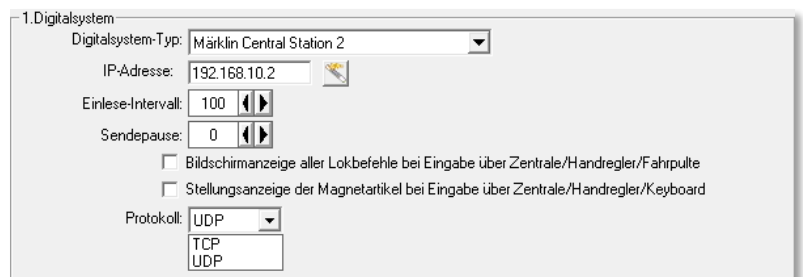 1.Digitalsystem
Digitalsystem-Typ: Märklin Central Station 2
IP-Adresse: 192.168.10.2
Einlese-Intervall: 100
Sendepause: 0
Bildschirmanzeige aller Lokbefehle bei Eingabe über Zentrale/Handregler/Fahrpulte
Stellungsanzeige der Magnetartikel bei Eingabe über Zentrale/Handregler/Keyboard
Protokoll: UDP
TCP
UDP